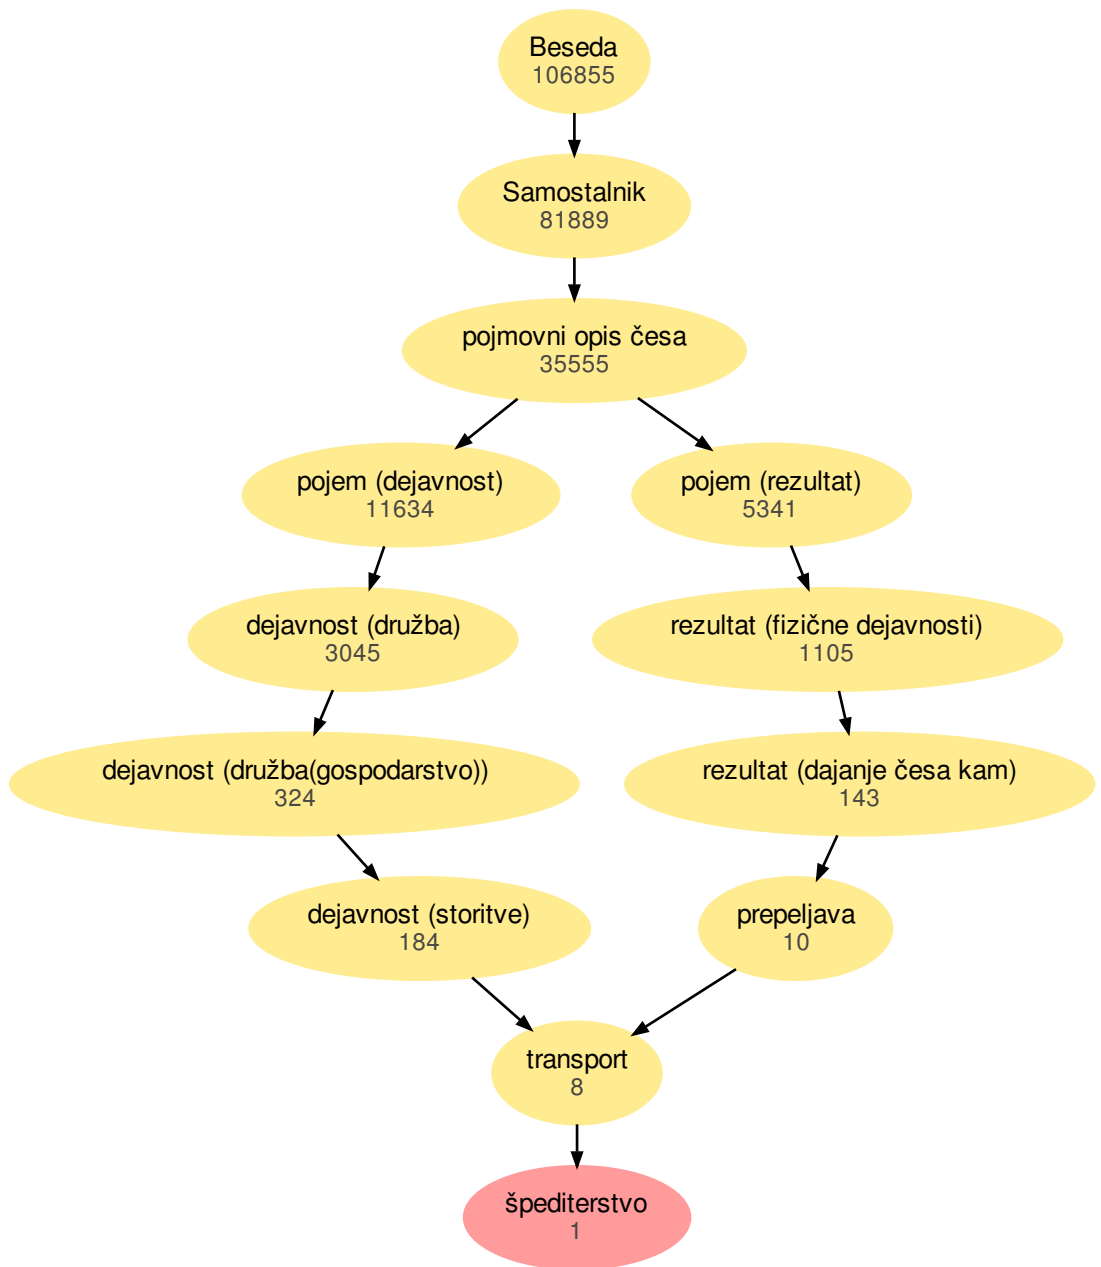 Beseda
106855
Samostalnik
81889
pojmovni opis česa
35555
pojem (dejavnost)
11634
pojem (rezultat)
5341
dejavnost (družba)
3045
rezultat (fizične dejavnosti)
1105
dejavnost (družba(gospodarstvo))
324
rezultat (dajanje česa kam)
143
dejavnost (storitve)
184
prepeljava
10
transport
8
špediterstvo
1